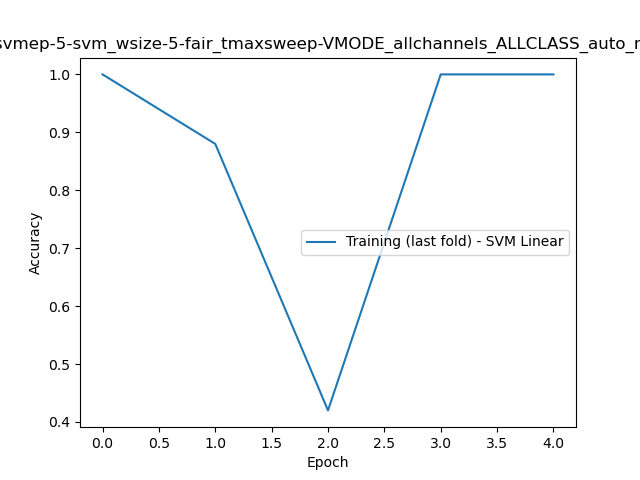 svmep-5-svm_wsize-5-fair_tmaxsweep-VMODE_allchannels_ALLCLASS_auto_r
1.0
0.9
0.8
0.7
0.6
0.5
0.4
Accuracy
Training (last fold) - SVM Linear
0.0 0.5 1.0 1.5 2.0 2.5 3.0 3.5 4.0
Epoch